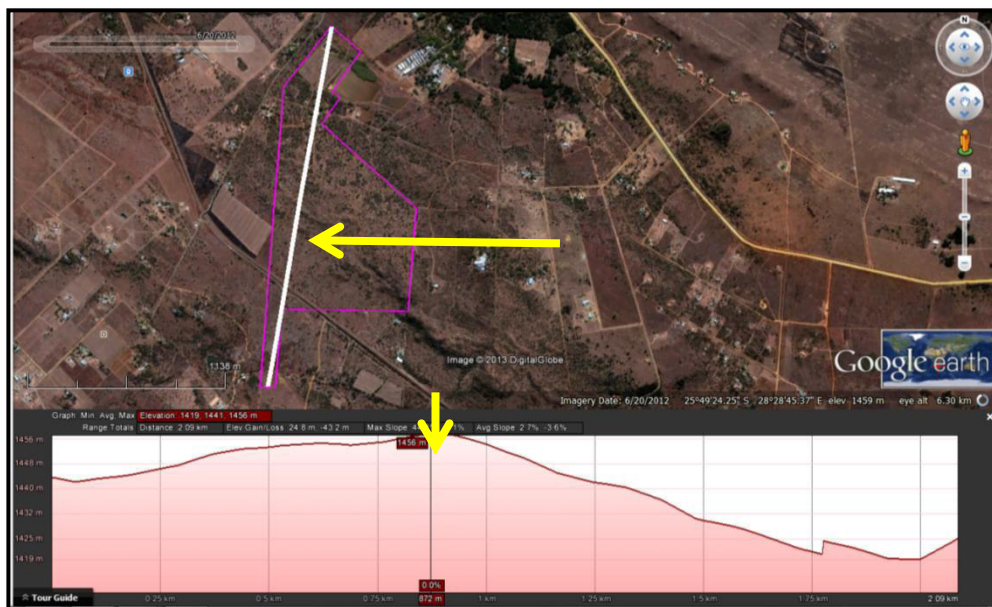 6/20/2012
N
1138 m
Image © 2013 DigitalGlobe
Google earth
Imagery Date: 6/20/2012 25°49'24.25" S 28°28'45.37" E elev 1459 m eye alt 6.30 km
Graph Min, Avg, Max Elevation: 1419, 1441, 1456 m
Range Totals Distance: 2.09 km Elev Gain/Loss: 24.8 m, -43.2 m Max Slope Avg Slope: 2.7%, -3.6%
1456 m
1456 m
1448 m
1440 m
1432 m
1425 m
1419 m
0.0%
Tour Guide 0.25 km 0.5 km 0.75 km 872 m 1 km 1.25 km 1.5 km 1.75 km 2.09 km